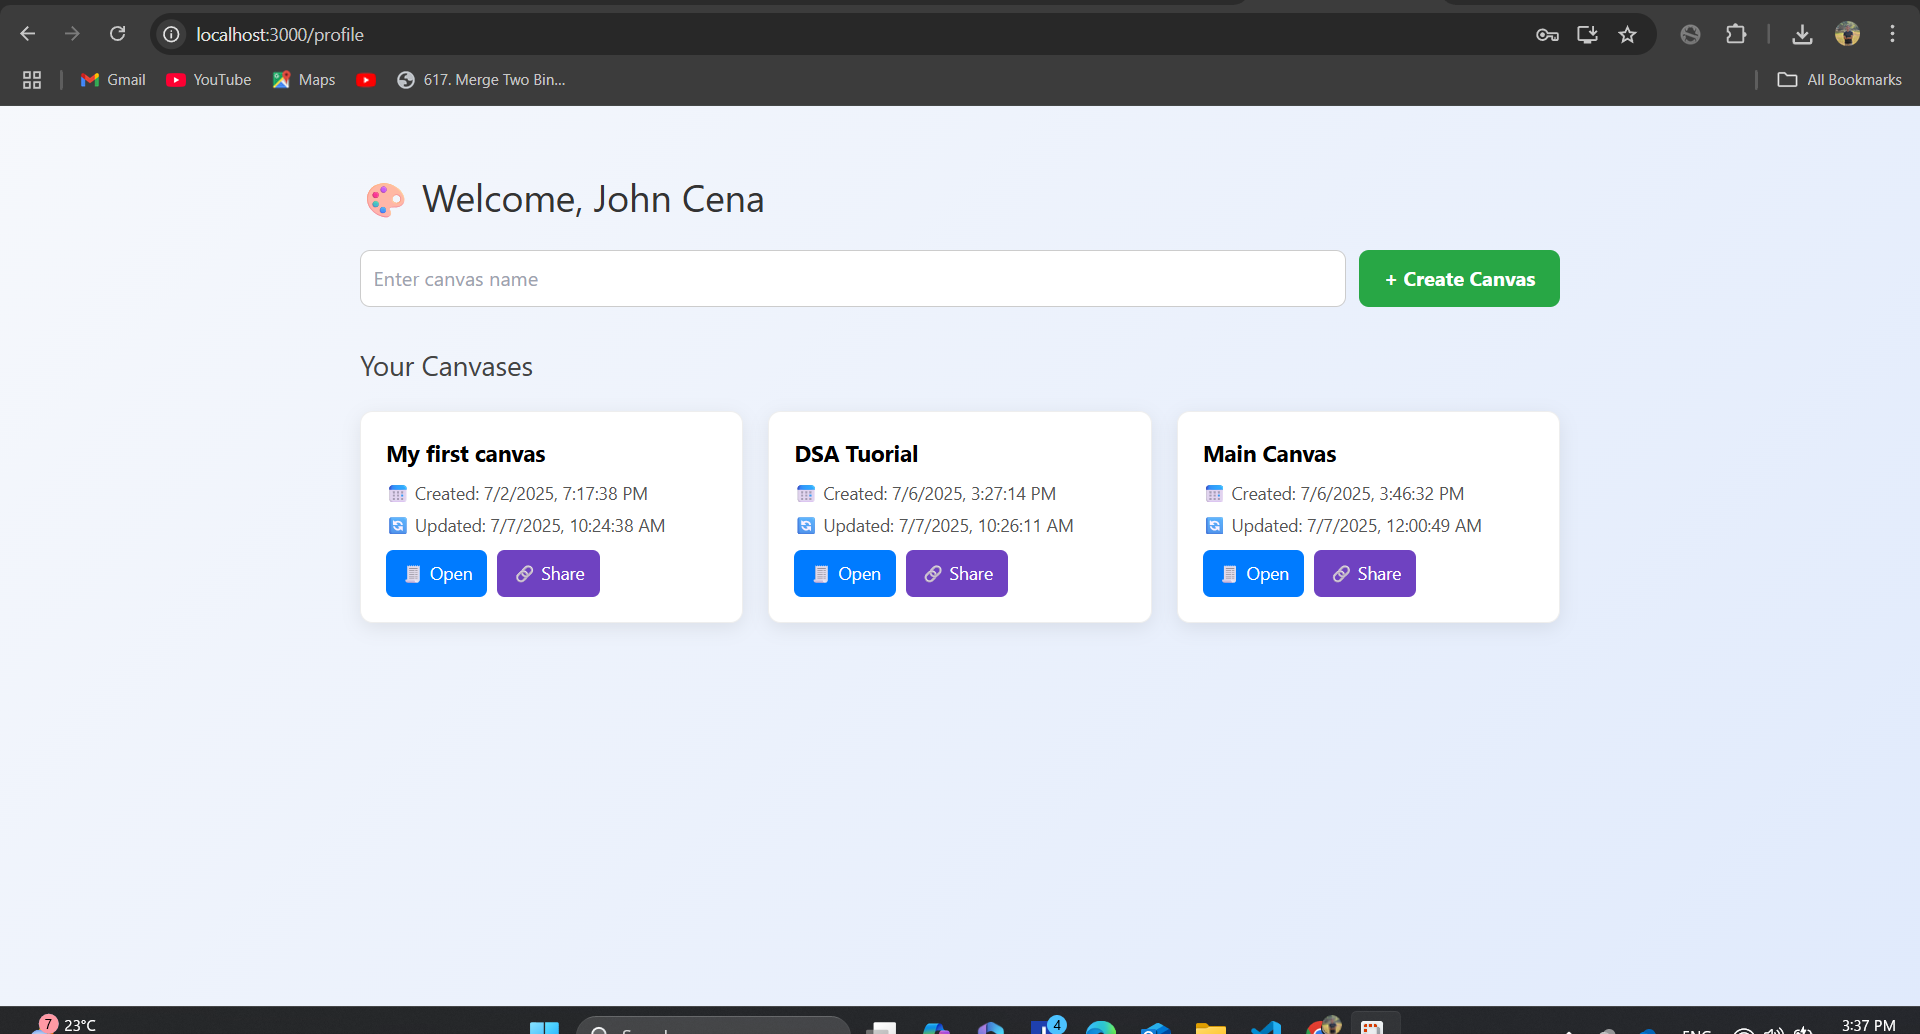 localhost:3000/profile
Gmail
YouTube
Maps
617. Merge Two Bin...
All Bookmarks
Welcome, John Cena
Enter canvas name
+ Create Canvas
Your Canvases
My first canvas
Created: 7/2/2025, 7:17:38 PM
Updated: 7/7/2025, 10:24:38 AM
Open
Share
DSA Tuorial
Created: 7/6/2025, 3:27:14 PM
Updated: 7/7/2025, 10:26:11 AM
Open
Share
Main Canvas
Created: 7/6/2025, 3:46:32 PM
Updated: 7/7/2025, 12:00:49 AM
Open
Share
7
23°C
4
3:37 PM